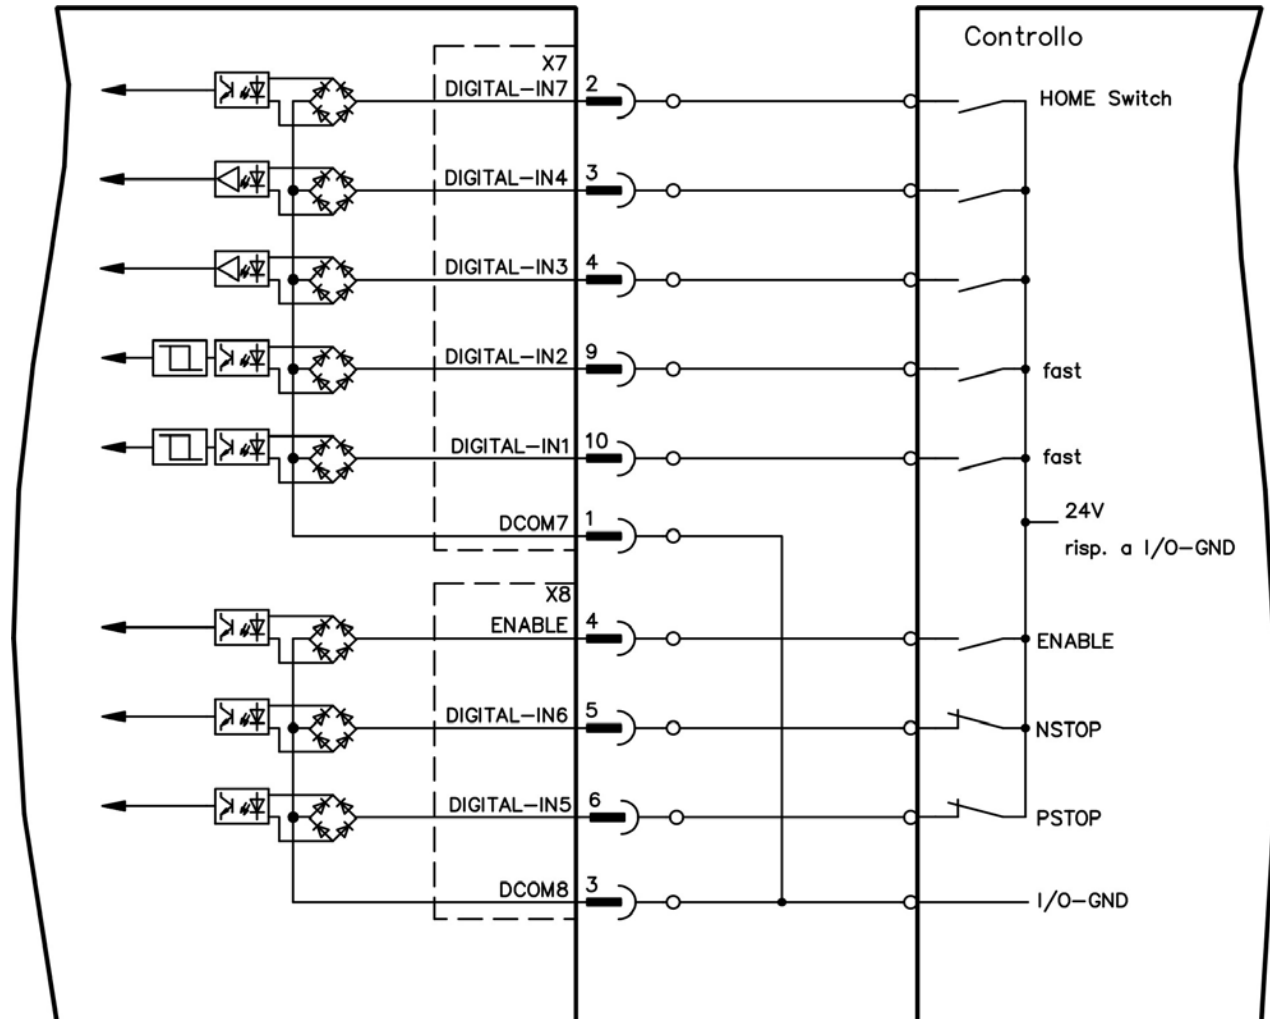 Controllo
X7
DIGITAL-IN7 2 HOME Switch
DIGITAL-IN4 3
DIGITAL-IN3 4
DIGITAL-IN2 9 fast
DIGITAL-IN1 10 fast
DCOM7 1 24V
risp. a I/O-GND
X8
ENABLE 4 ENABLE
DIGITAL-IN6 5 NSTOP
DIGITAL-IN5 6 PSTOP
DCOM8 3 I/O-GND